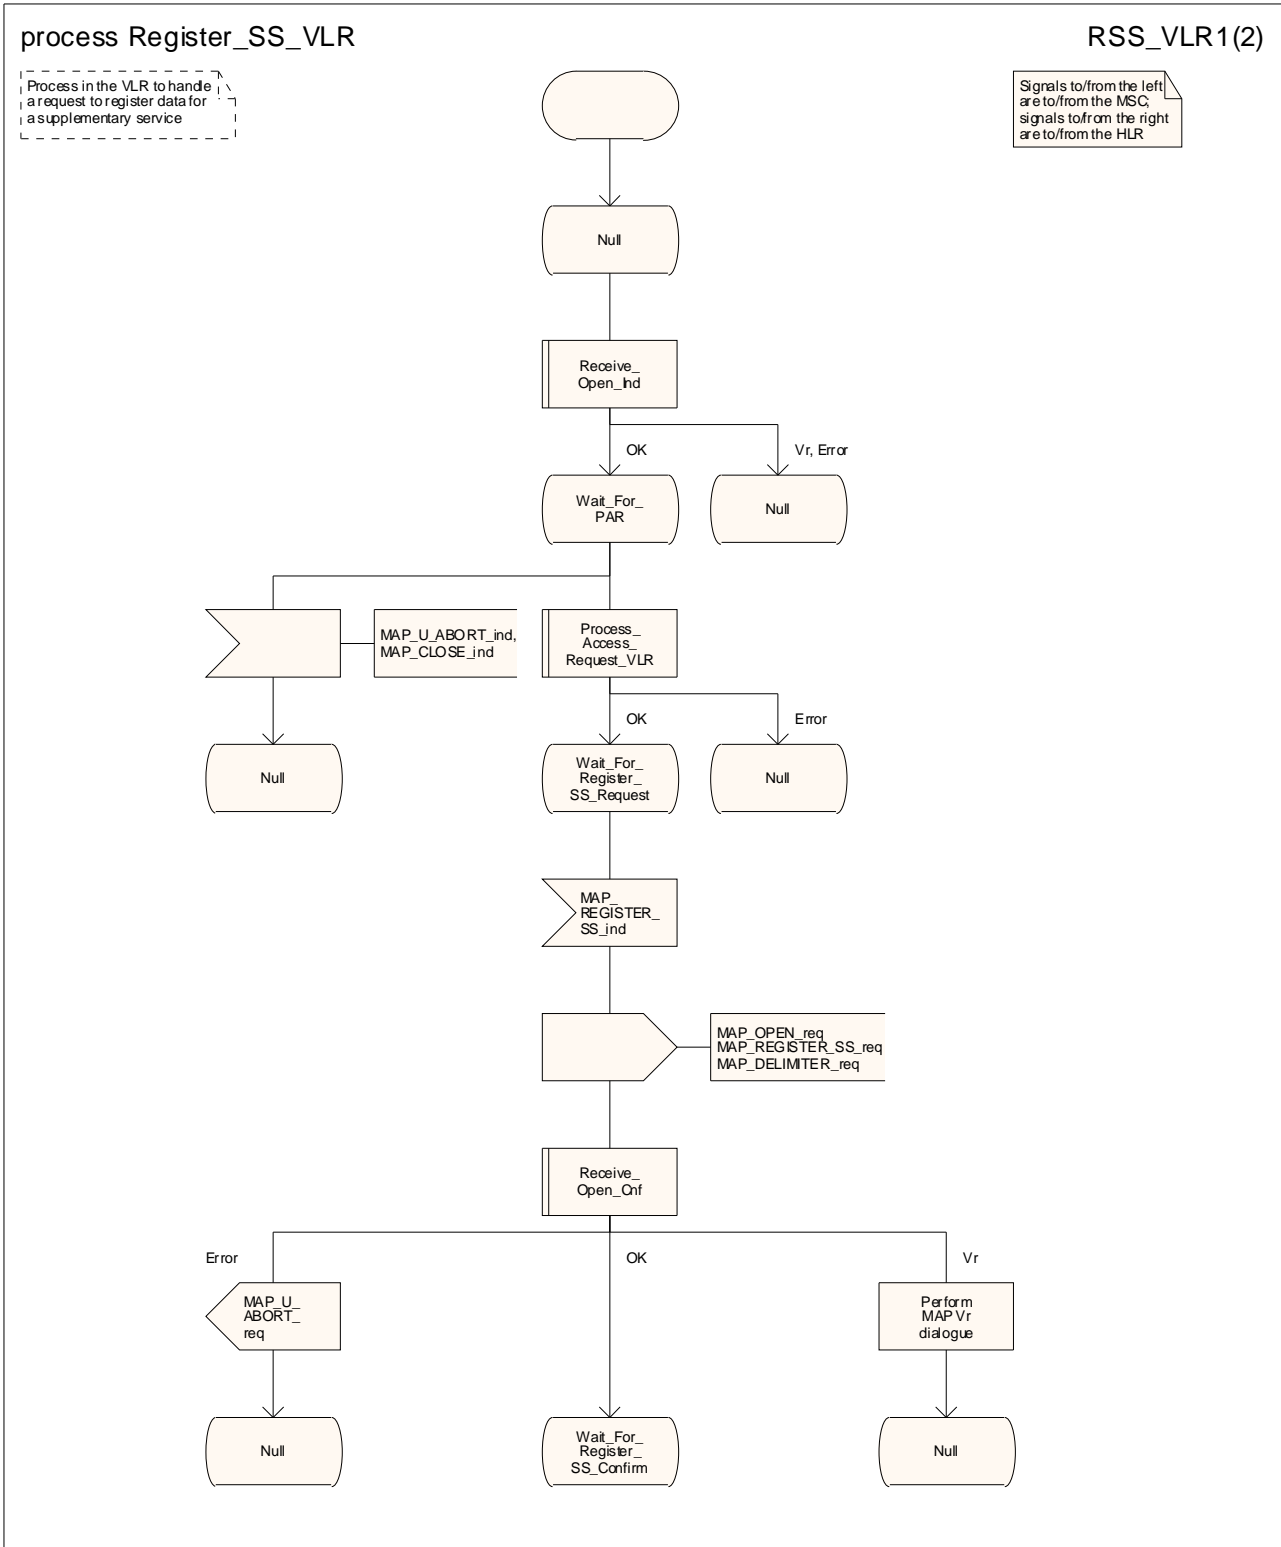 process Register_SS_VLR
RSS_VLR1(2)
Process in the VLR to handle
a request to register data for
a supplementary service
Signals to/from the left
are to/from the MSC;
signals to/from the right
are to/from the HLR
Null
Receive_
Open_Ind
OK
Vr, Error
Wait_For_
PAR
Null
MAP_U_ABORT_ind,
MAP_CLOSE_ind
Process_
Access_
Request_VLR
OK
Error
Null
Wait_For_
Register_
SS_Request
Null
MAP_
REGISTER_
SS_ind
MAP_OPEN_req
MAP_REGISTER_SS_req
MAP_DELIMITER_req
Receive_
Open_Cnf
Error
OK
Vr
MAP_U_
ABORT_
req
Perform
MAP Vr
dialogue
Null
Wait_For_
Register_
SS_Confirm
Null